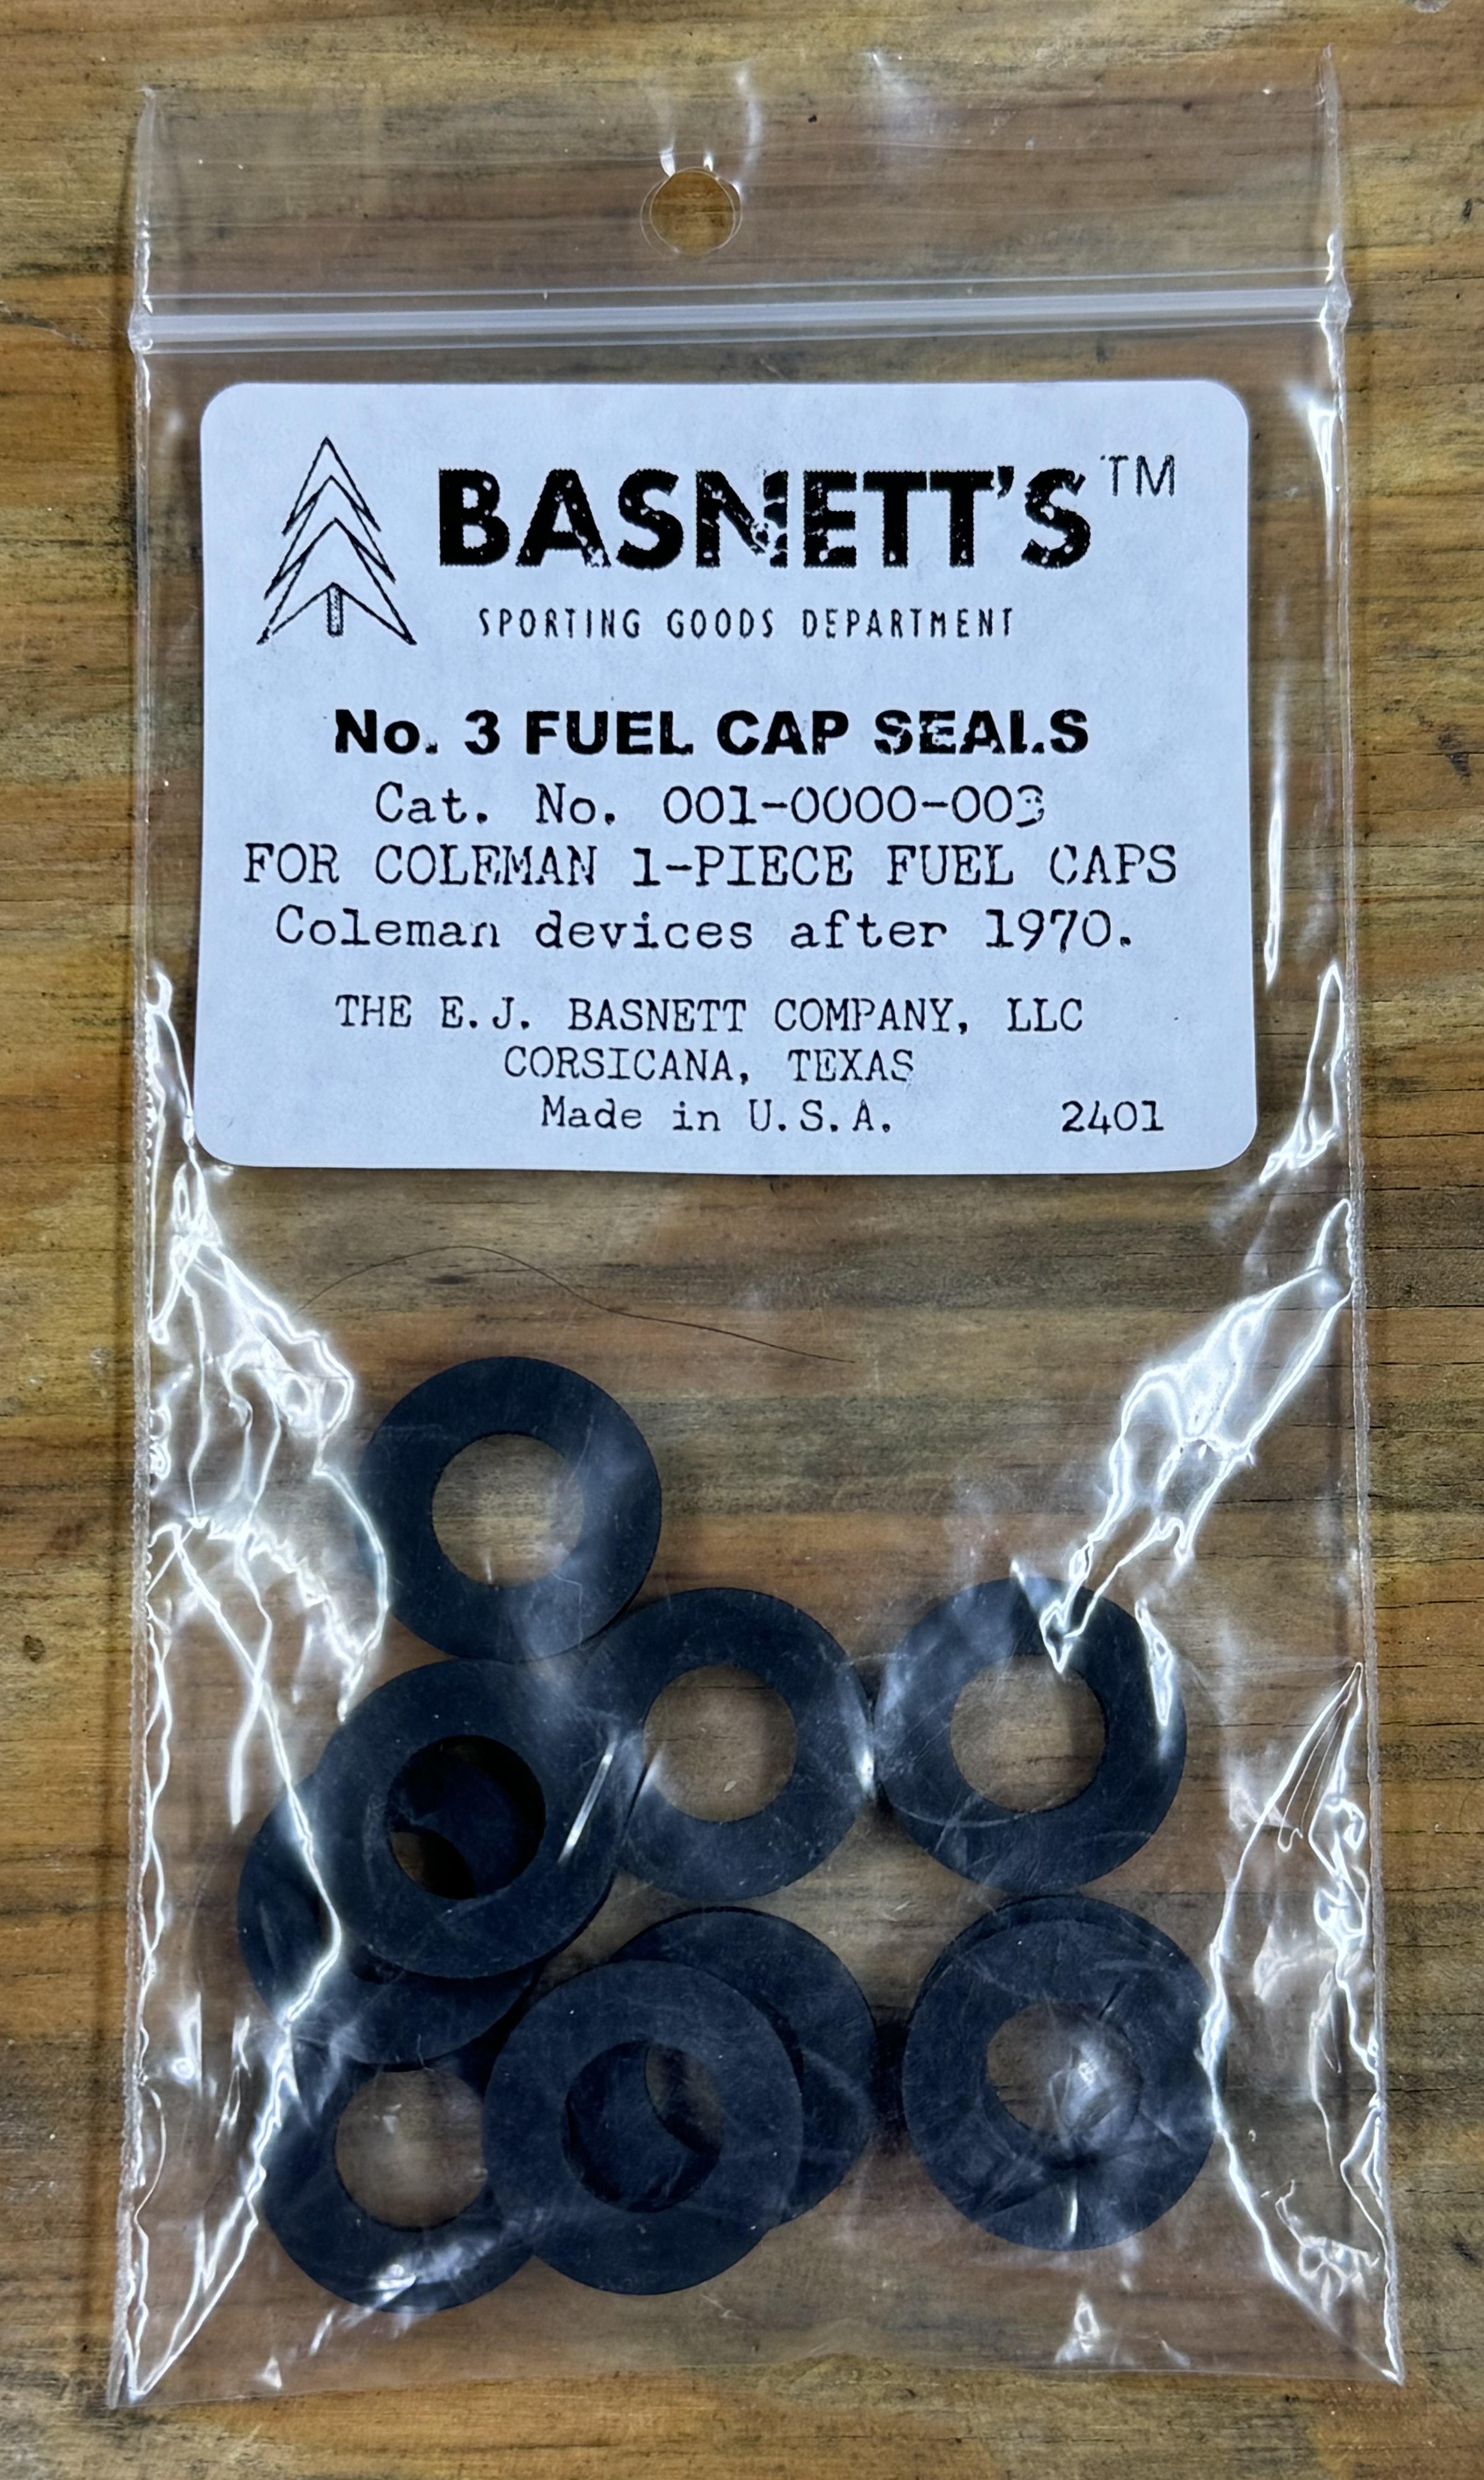 BASNETT'S™
SPORTING GOODS DEPARTMENT
No. 3 FUEL CAP SEALS
Cat. No. 001-0000-003
FOR COLEMAN 1-PIECE FUEL CAPS
Coleman devices after 1970.
THE E.J. BASNETT COMPANY, LLC
CORSICANA, TEXAS
Made in U.S.A. 2401